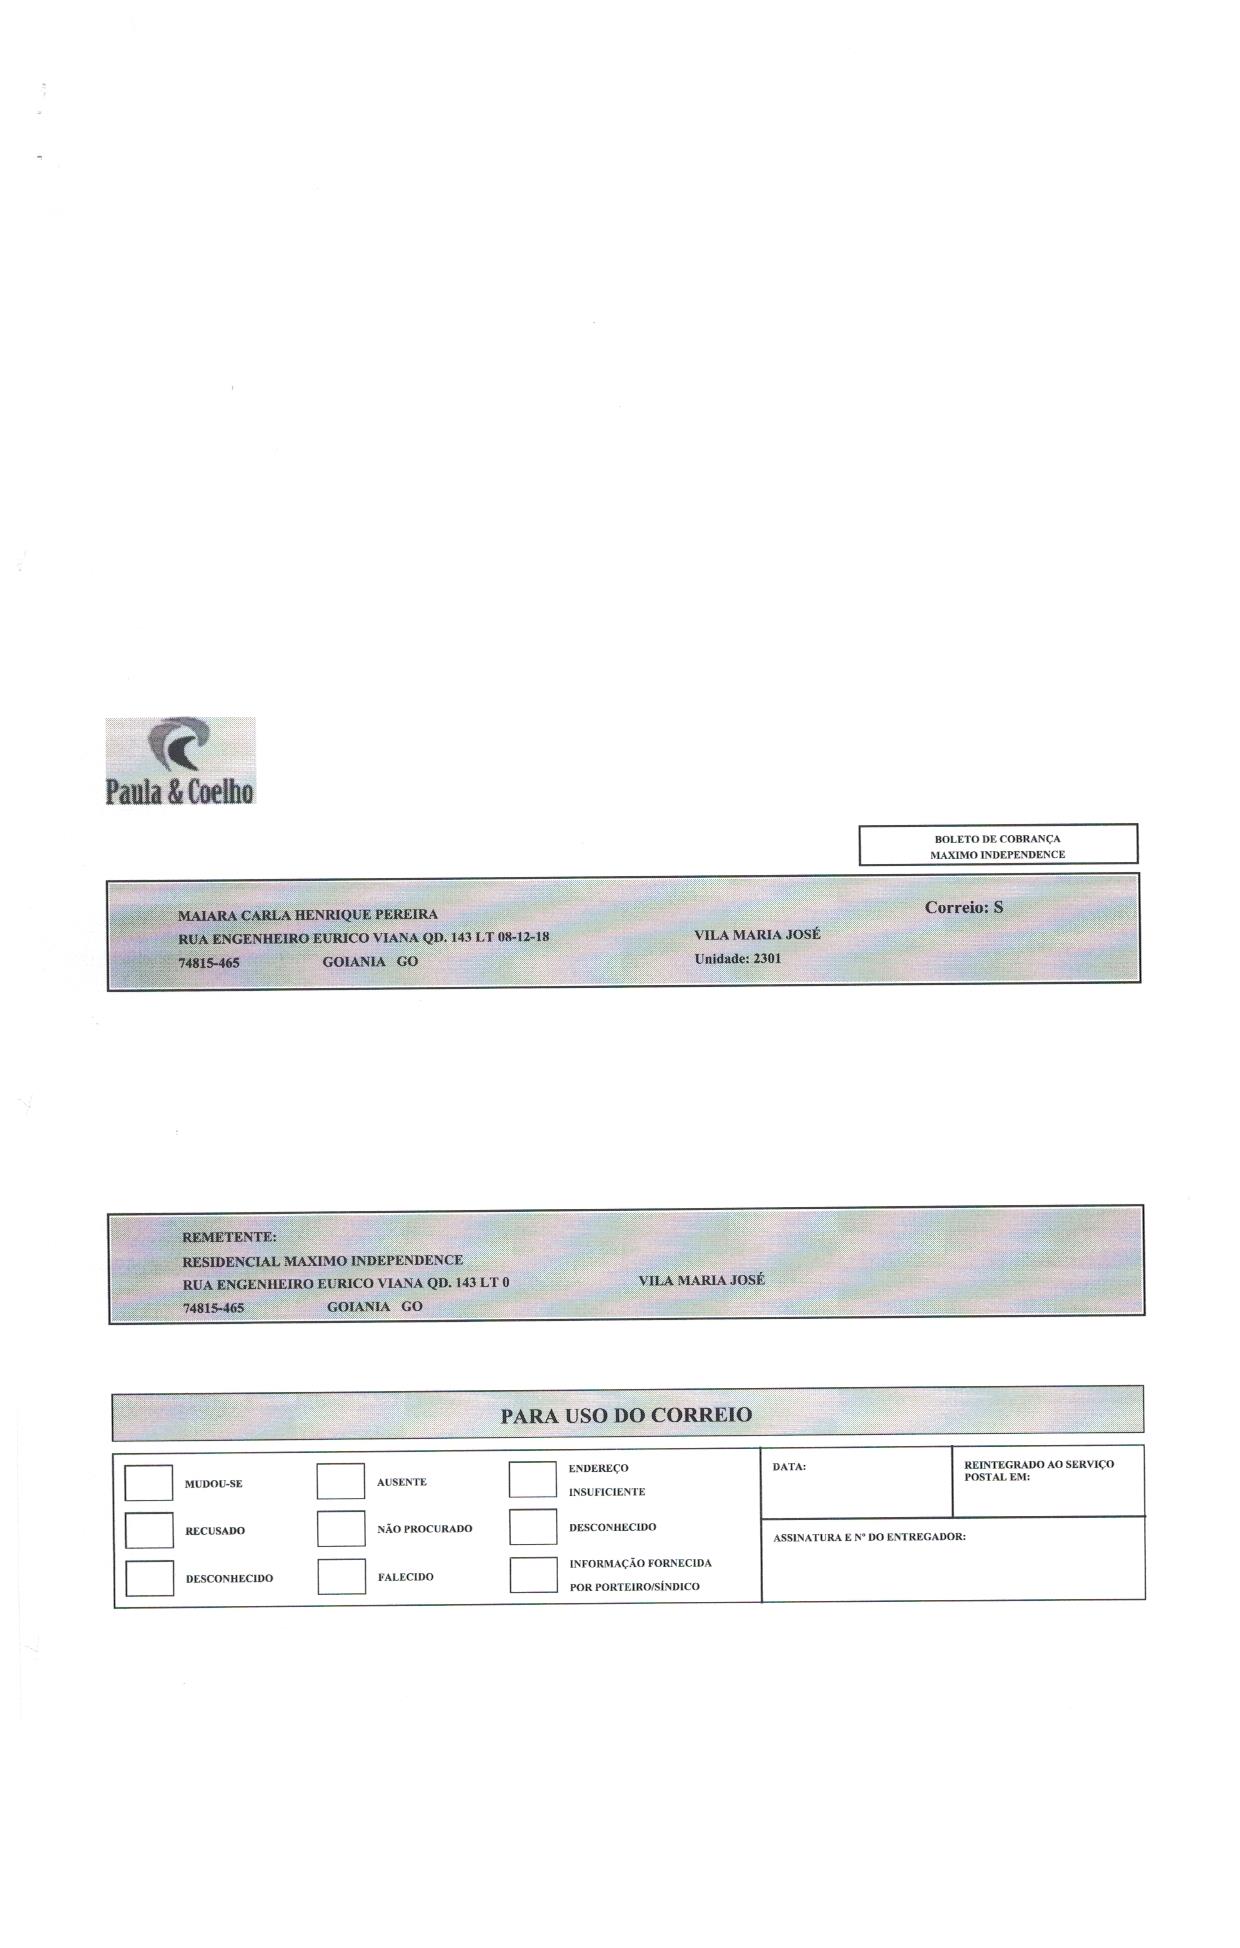 Paula & Coelho
BOLETO DE COBRANÇA
MAXIMO INDEPENDENCE
MAIARA CARLA HENRIQUE PEREIRA
Correio: S
RUA ENGENHEIRO EURICO VIANA QD. 143 LT 08-12-18 VILA MARIA JOSÉ
74815-465 GOIANIA GO Unidade: 2301
REMETENTE:
RESIDENCIAL MAXIMO INDEPENDENCE
RUA ENGENHEIRO EURICO VIANA QD. 143 LT 0 VILA MARIA JOSÉ
74815-465 GOIANIA GO
PARA USO DO CORREIO
MUDOU-SE
AUSENTE
ENDEREÇO
INSUFICIENTE
RECUSADO
NÃO PROCURADO
DESCONHECIDO
DESCONHECIDO
FALECIDO
INFORMAÇÃO FORNECIDA
POR PORTEIRO/SÍNDICO
DATA:
REINTEGRADO AO SERVIÇO
POSTAL EM:
ASSINATURA E Nº DO ENTREGADOR: